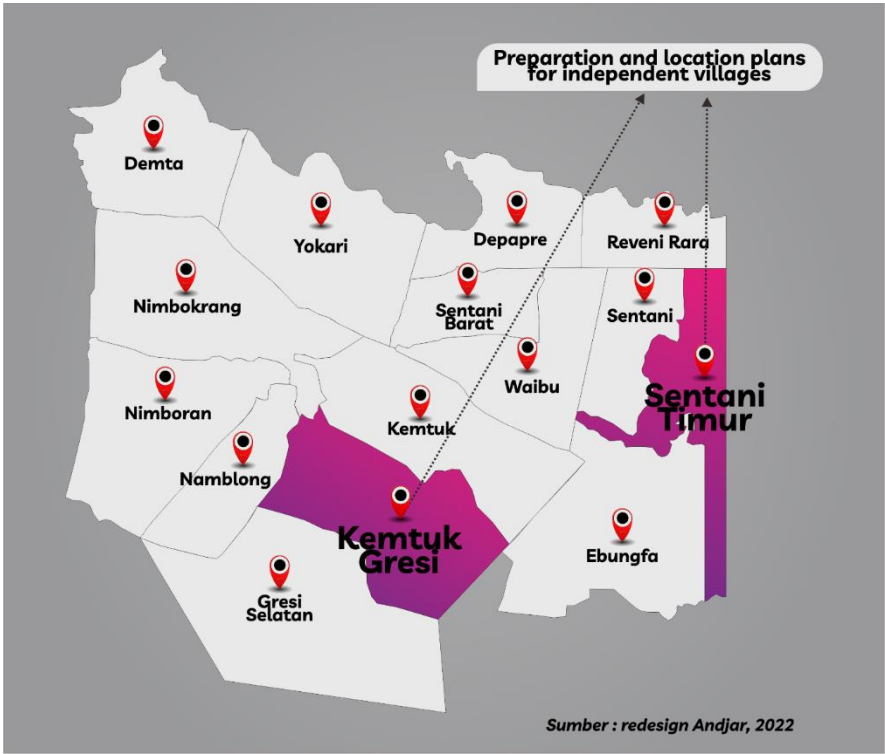 Preparation and location plans
for independent villages
Demta
Yokari
Depapre
Reveni Rara
Nimbokrang
Sentani
Barat
Sentani
Nimboran
Waibu
Sentani
Timur
Kemtuk
Namblong
Kemtuk
Gresi
Ebungfa
Gresi
Selatan
Sumber : redesign Andjar, 2022